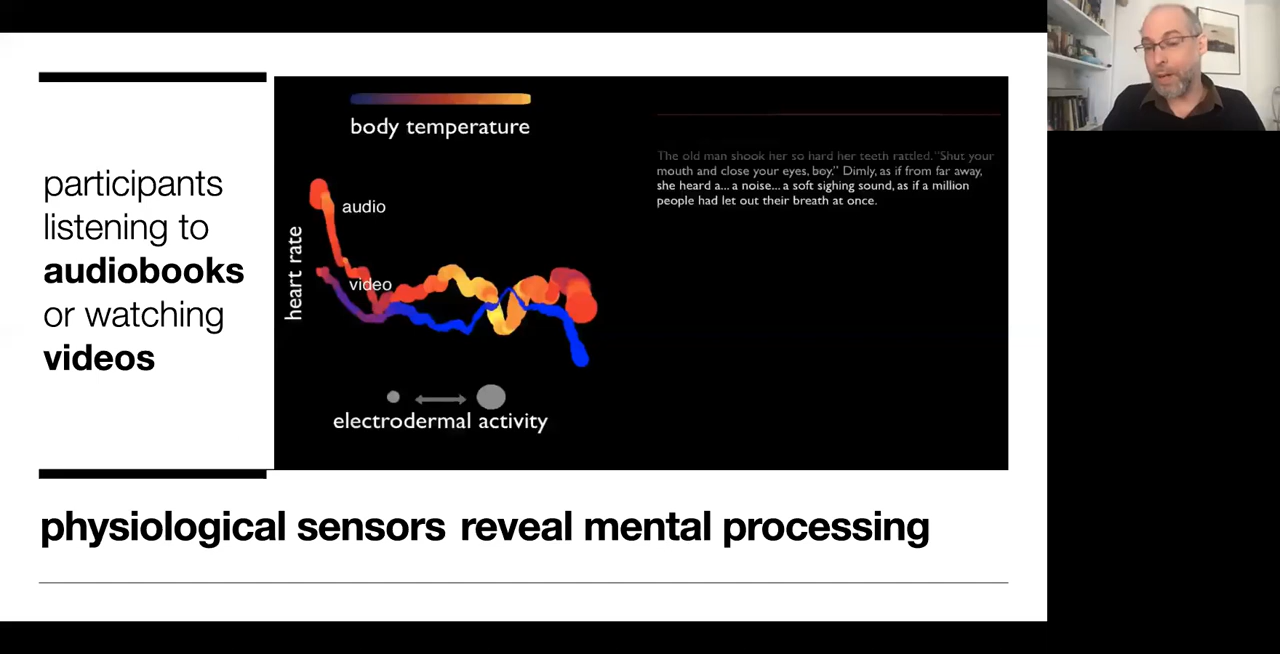 participants
listening to
audiobooks
or watching
videos
body temperature
audio
video
heart rate
electrodermal activity
The old man shook her so hard her teeth rattled. "Shut your
mouth and close your eyes, boy." Dimly, as if from far away,
she heard a... a noise... a soft sighing sound, as if a million
people had let out their breath at once.
physiological sensors reveal mental processing